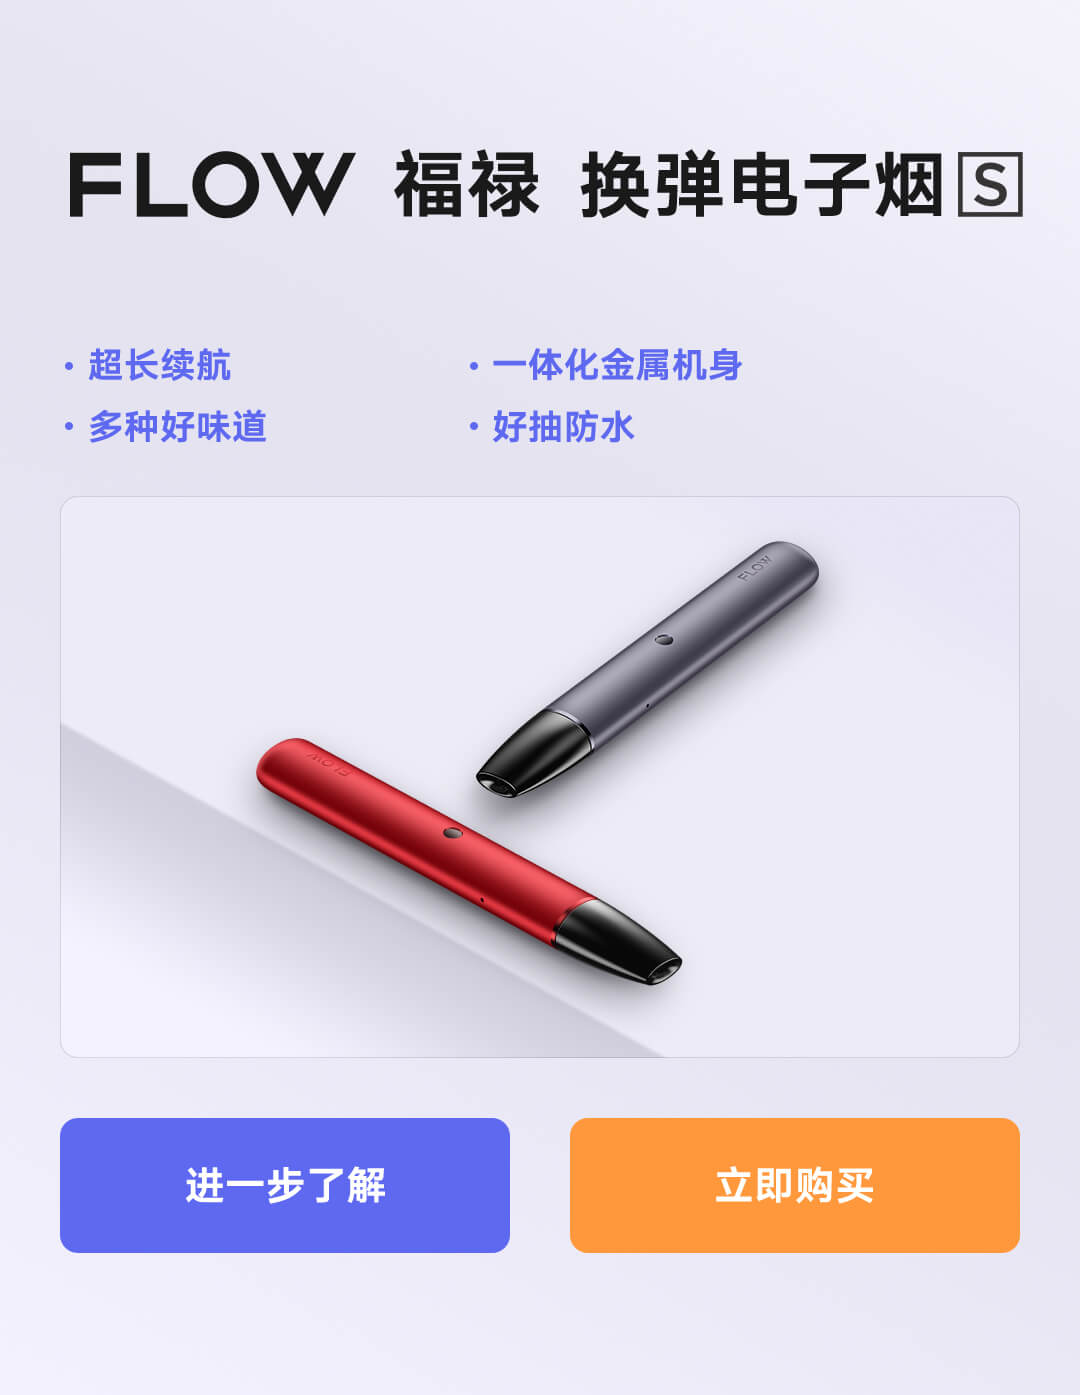 FLOW 福禄 换弹电子烟 S
· 超长续航
· 一体化金属机身
· 多种好味道
· 好抽防水
FLOW
FLOW
进一步了解
立即购买